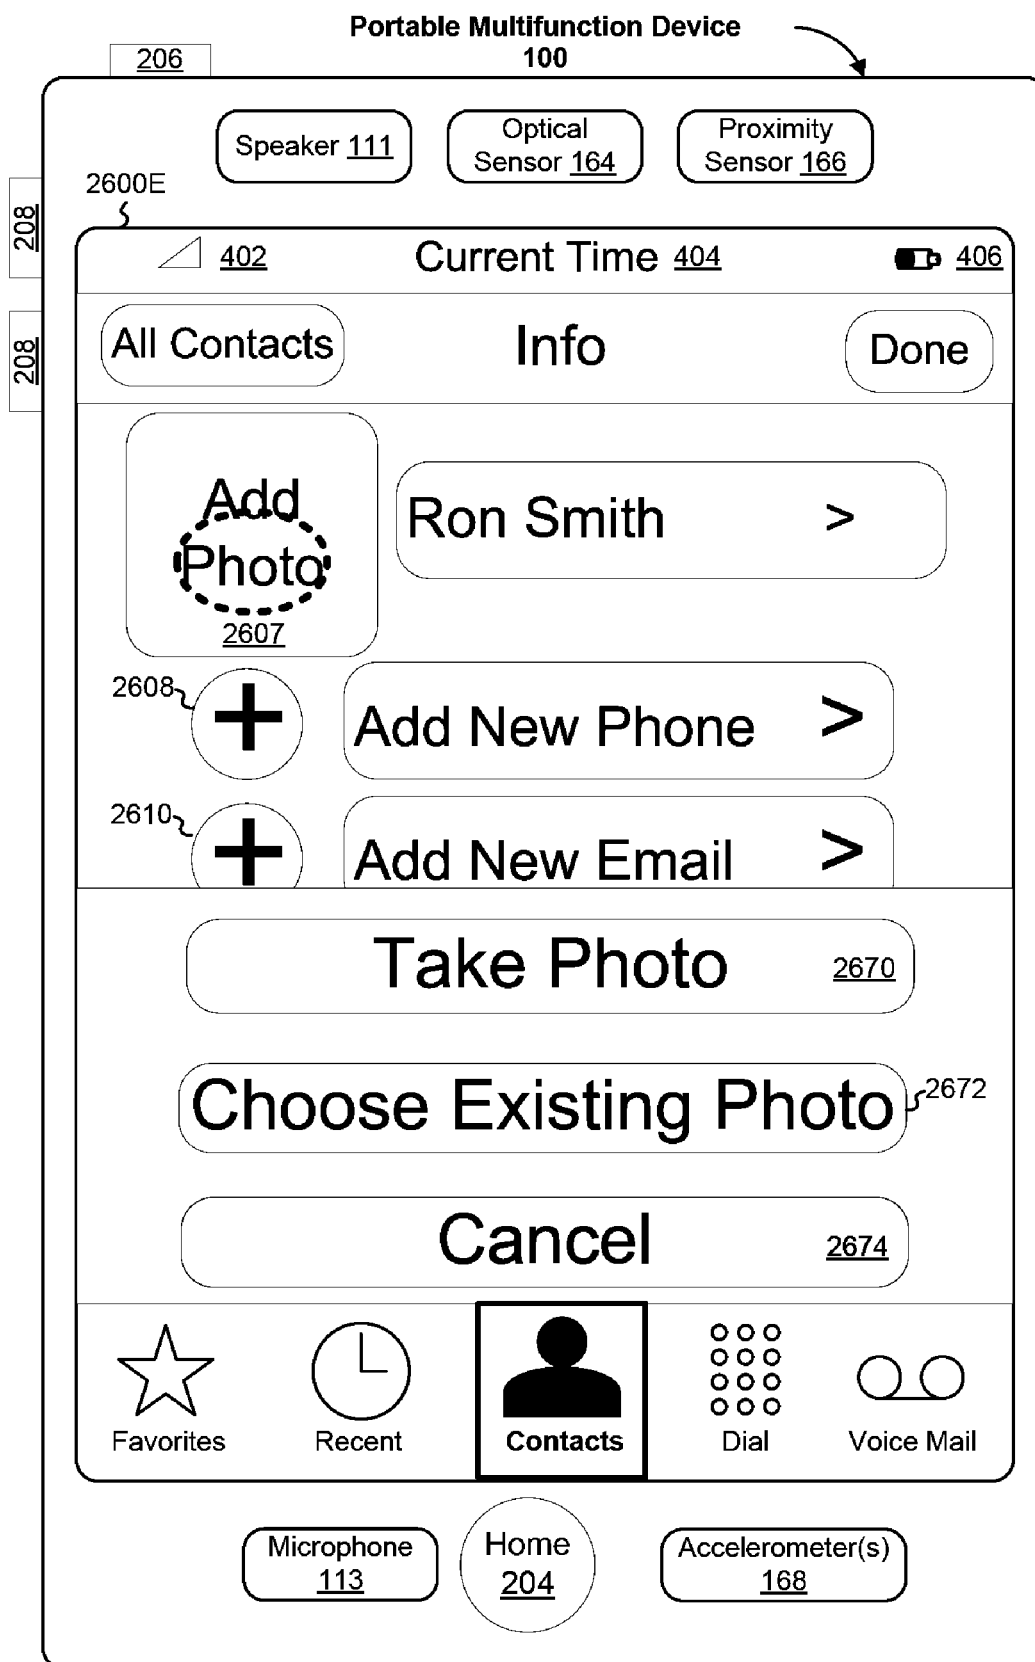 Portable Multifunction Device
100
206
Speaker 111
Optical
Sensor 164
Proximity
Sensor 166
2600E
208
402
Current Time 404
406
208
All Contacts
Info
Done
Add
Photo
2607
Ron Smith >
2608
+
Add New Phone >
2610
+
Add New Email >
Take Photo 2670
Choose Existing Photo
2672
Cancel 2674
Favorites
Recent
Contacts
Dial
Voice Mail
Microphone
113
Home
204
Accelerometer(s)
168